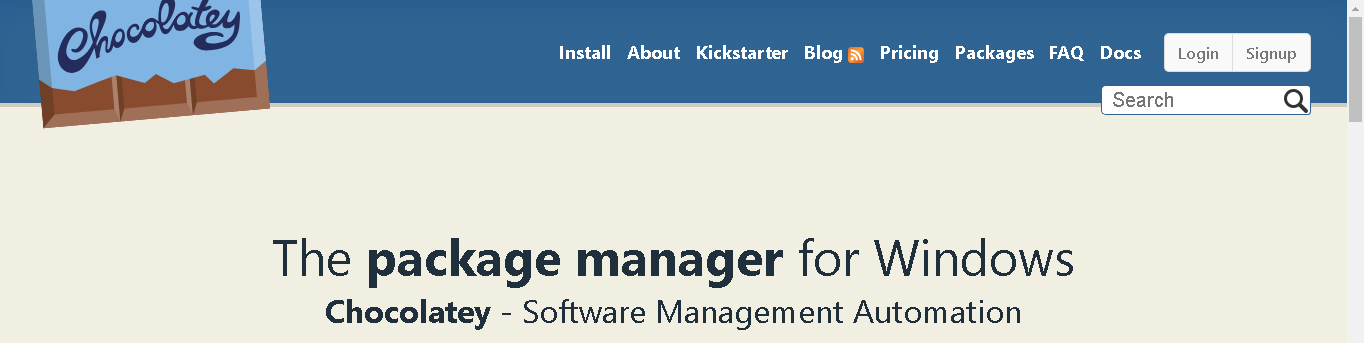 Chocolatey
Install About Kickstarter Blog Pricing Packages FAQ Docs Login Signup
Search
The package manager for Windows
Chocolatey - Software Management Automation